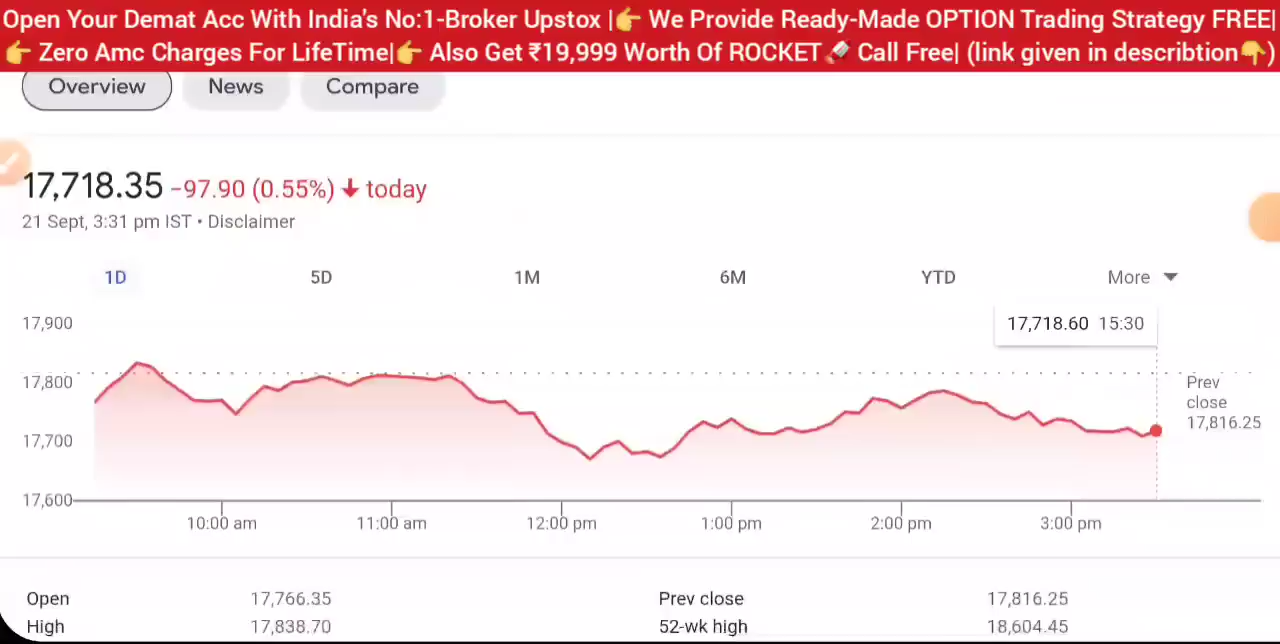 Open Your Demat Acc With India's No:1-Broker Upstox |👉 We Provide Ready-Made OPTION Trading Strategy FREE|
👉 Zero Amc Charges For LifeTime|👉 Also Get ₹19,999 Worth Of ROCKET🚀 Call Free| (link given in describtion👇)
Overview News Compare
17,718.35 -97.90 (0.55%) ↓ today
21 Sept, 3:31 pm IST • Disclaimer
1D 5D 1M 6M YTD More
17,900
17,718.60 15:30
17,800
Prev
close
17,816.25
17,700
17,600
10:00 am 11:00 am 12:00 pm 1:00 pm 2:00 pm 3:00 pm
Open 17,766.35 Prev close 17,816.25
High 17,838.70 52-wk high 18,604.45